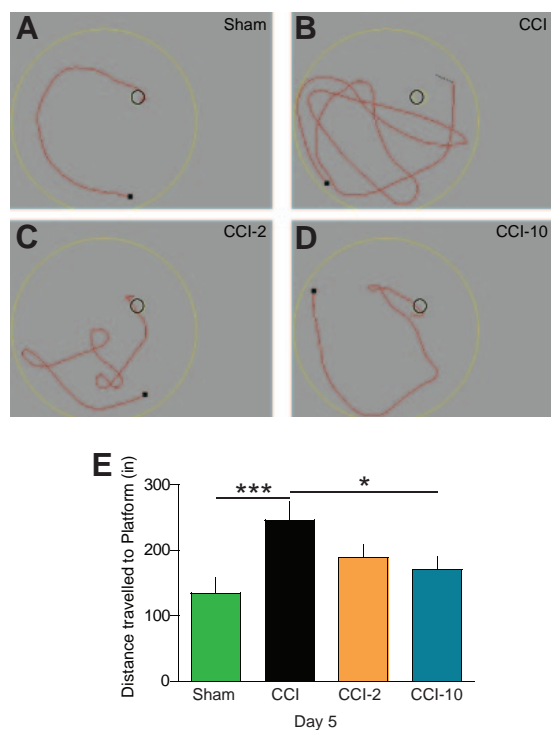 A Sham
B CCI
C CCI-2
D CCI-10
E
Distance travelled to Platform (in)
300
200
100
0
***
*
Sham CCI CCI-2 CCI-10
Day 5